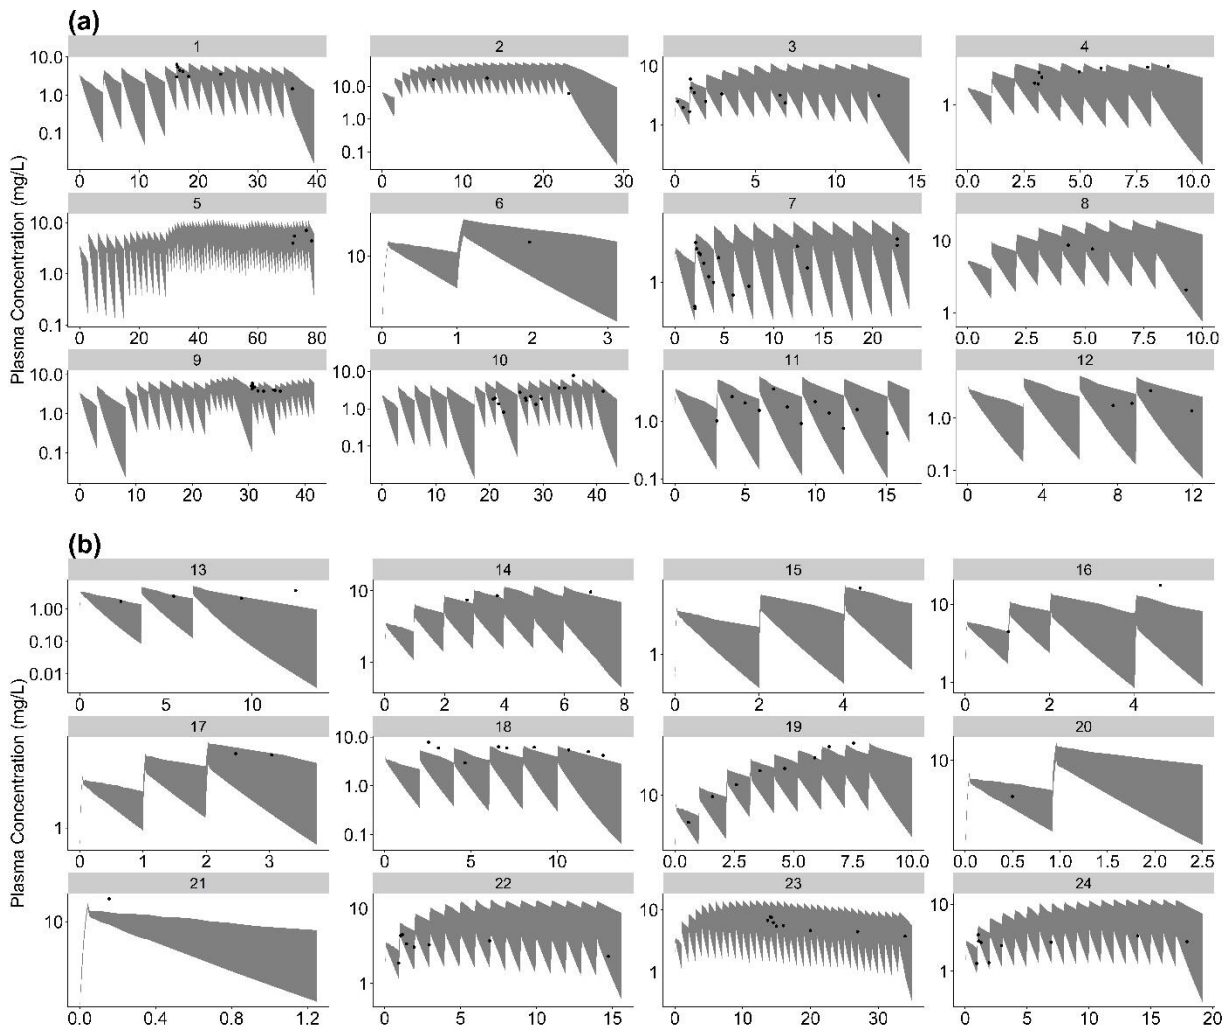 (a)
1 2 3 4
10.0 1.0 0.1
10.0 1.0 0.1
10 1
1
0 10 20 30 40
0 10 20 30
0 5 10 15
0.0 2.5 5.0 7.5 10.0
Plasma Concentration (mg/L)
5 6 7 8
10.0 1.0 0.1
10
1
10 1
0 20 40 60 80
0 1 2 3
0 5 10 15 20
0.0 2.5 5.0 7.5 10.0
9 10 11 12
10.0 1.0 0.1
10.0 1.0 0.1
1.0 0.1
1.0 0.1
0 10 20 30 40
0 10 20 30 40
0 5 10 15
0 4 8 12
(b)
13 14 15 16
1.00 0.10 0.01
10 1
1
10 1
0 5 10
0 2 4 6 8
0 2 4
0 2 4
Plasma Concentration (mg/L)
17 18 19 20
1
10.0 1.0 0.1
10
10
0 1 2 3
0 5 10
0.0 2.5 5.0 7.5 10.0
0.0 0.5 1.0 1.5 2.0 2.5
21 22 23 24
10
10 1
10 1
10 1
0.0 0.4 0.8 1.2
0 5 10 15
0 10 20 30
0 5 10 15 20